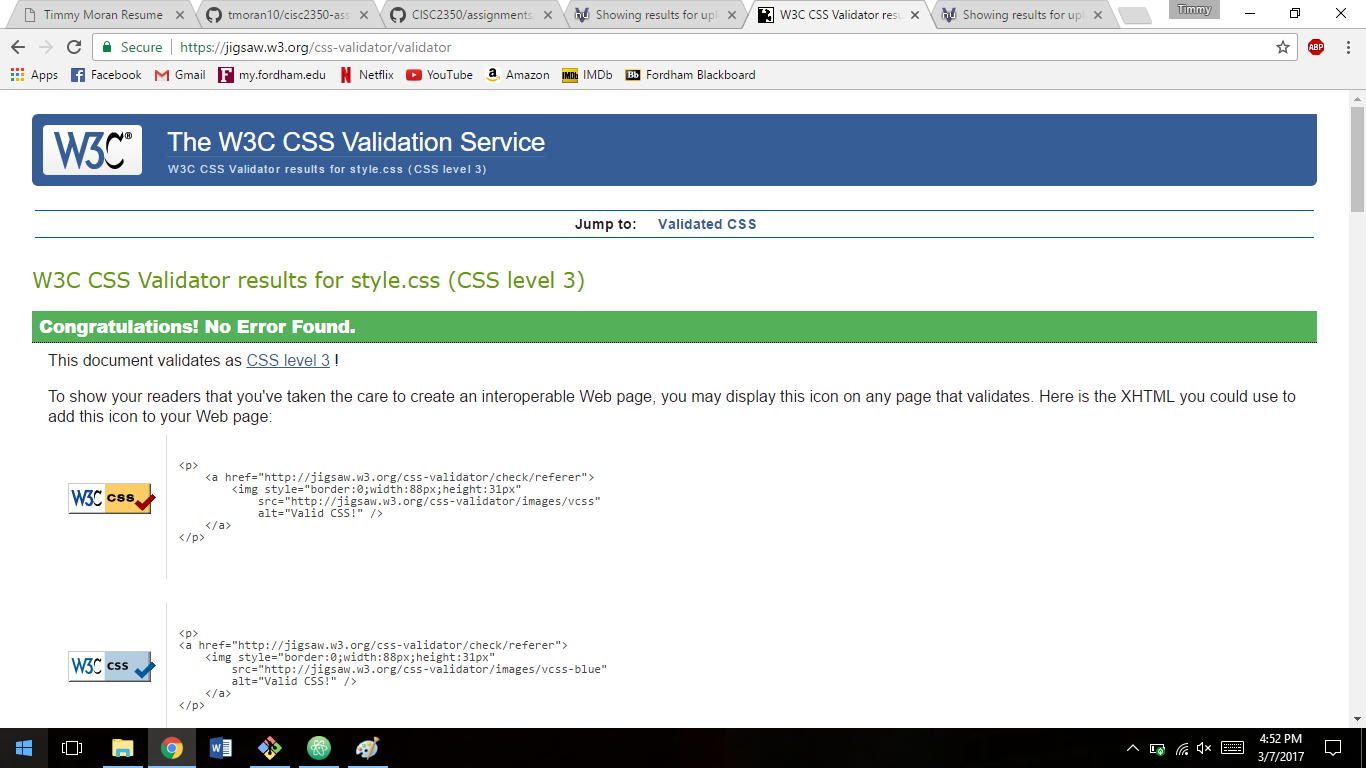 Timmy Moran Resume
tmoran10/cisc2350-ass
CISC2350/assignments
Showing results for upl
W3C CSS Validator resu
Showing results for upl
Timmy
Secure
https://jigsaw.w3.org/css-validator/validator
ABP
Apps
Facebook
Gmail
my.fordham.edu
Netflix
YouTube
Amazon
IMDb
Fordham Blackboard
W3C®
The W3C CSS Validation Service
W3C CSS Validator results for style.css (CSS level 3)
Jump to: Validated CSS
W3C CSS Validator results for style.css (CSS level 3)
Congratulations! No Error Found.
This document validates as CSS level 3 !
To show your readers that you've taken the care to create an interoperable Web page, you may display this icon on any page that validates. Here is the XHTML you could use to
add this icon to your Web page:
W3C css
<p>
<a href="http://jigsaw.w3.org/css-validator/check/referer">
<img style="border:0;width:88px;height:31px"
src="http://jigsaw.w3.org/css-validator/images/vcss"
alt="Valid CSS!" />
</a>
</p>
W3C css
<p>
<a href="http://jigsaw.w3.org/css-validator/check/referer">
<img style="border:0;width:88px;height:31px"
src="http://jigsaw.w3.org/css-validator/images/vcss-blue"
alt="Valid CSS!" />
</a>
</p>
4:52 PM
3/7/2017